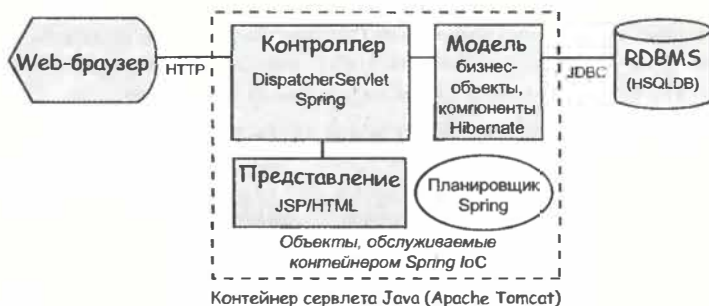 Web-браузер
HTTP
Контроллер
DispatcherServlet
Spring
Модель
бизнес-
объекты,
компоненты
Hibernate
JDBC
RDBMS
(HSQLDB)
Представление
JSP/HTML
Планировщик
Spring
Объекты, обслуживаемые
контейнером Spring IoC
Контейнер сервлета Java (Apache Tomcat)